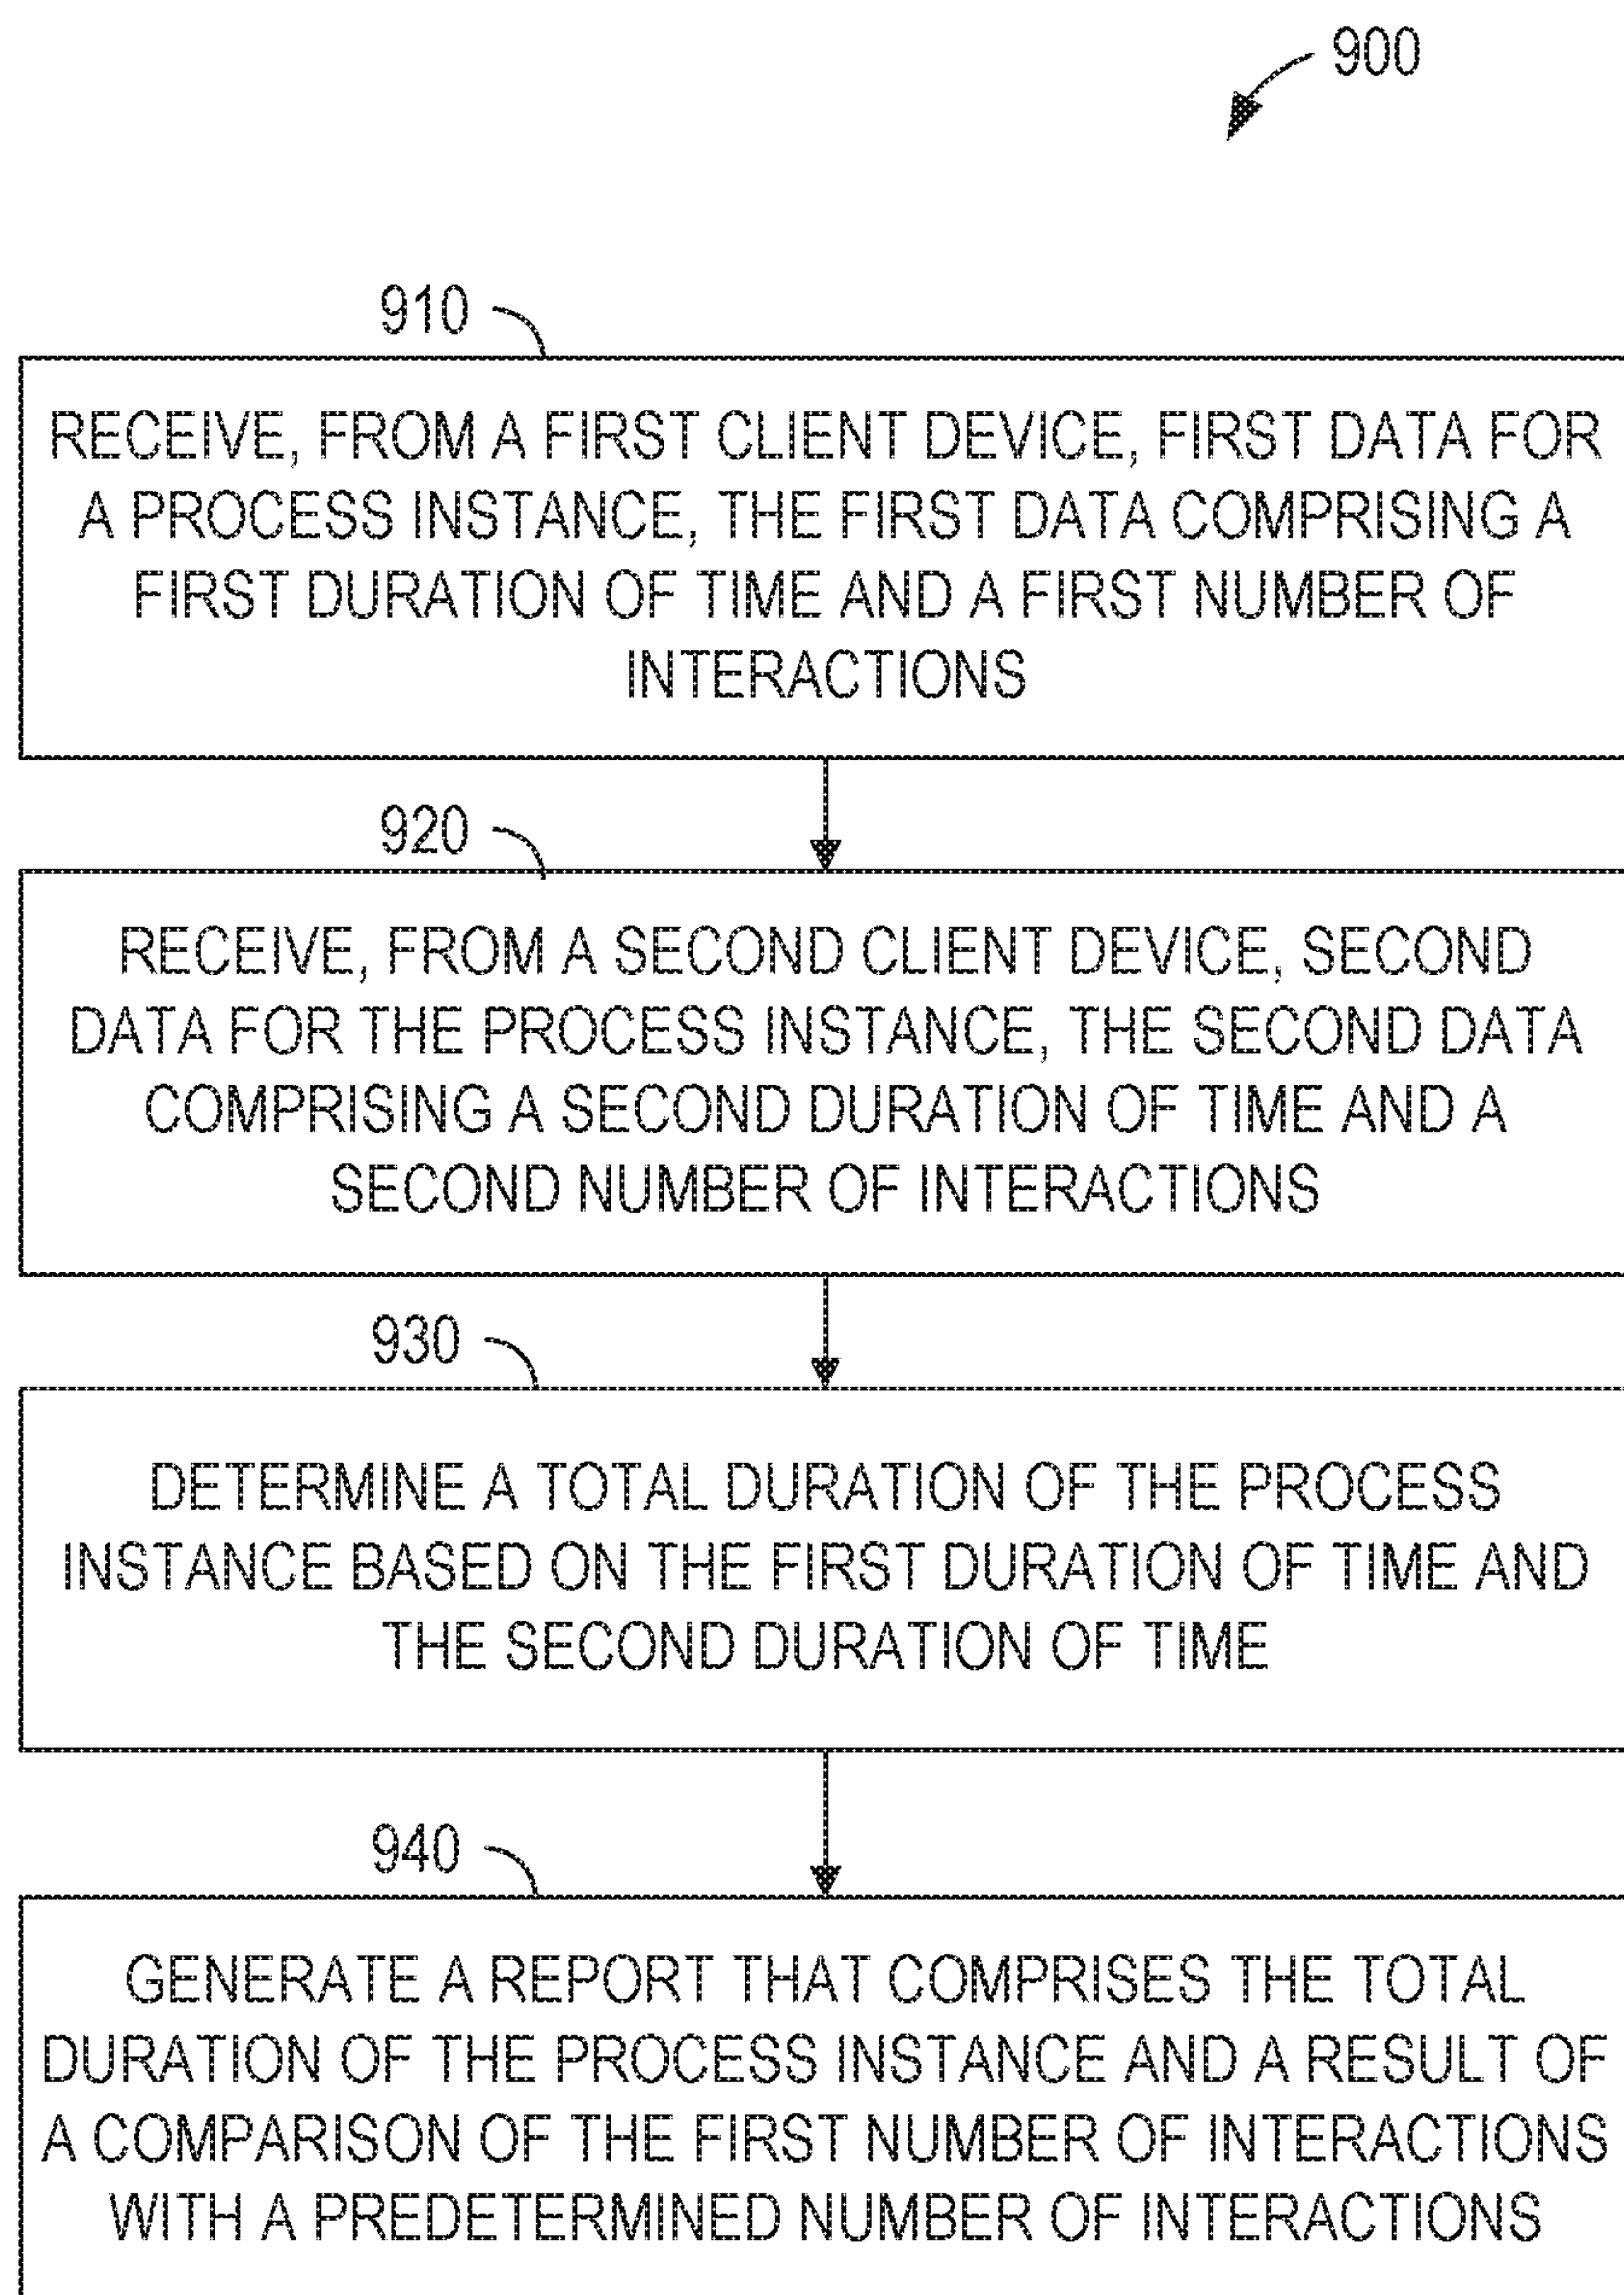 900
910
RECEIVE, FROM A FIRST CLIENT DEVICE, FIRST DATA FOR
A PROCESS INSTANCE, THE FIRST DATA COMPRISING A
FIRST DURATION OF TIME AND A FIRST NUMBER OF
INTERACTIONS
920
RECEIVE, FROM A SECOND CLIENT DEVICE, SECOND
DATA FOR THE PROCESS INSTANCE, THE SECOND DATA
COMPRISING A SECOND DURATION OF TIME AND A
SECOND NUMBER OF INTERACTIONS
930
DETERMINE A TOTAL DURATION OF THE PROCESS
INSTANCE BASED ON THE FIRST DURATION OF TIME AND
THE SECOND DURATION OF TIME
940
GENERATE A REPORT THAT COMPRISES THE TOTAL
DURATION OF THE PROCESS INSTANCE AND A RESULT OF
A COMPARISON OF THE FIRST NUMBER OF INTERACTIONS
WITH A PREDETERMINED NUMBER OF INTERACTIONS